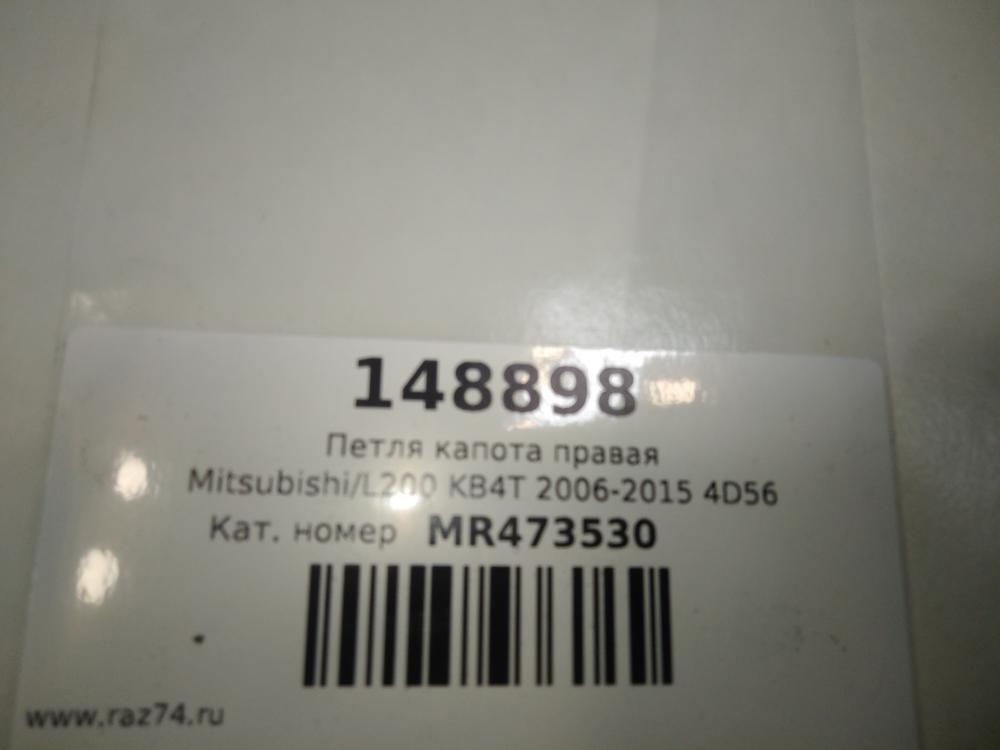 148898
Петля капота правая
Mitsubishi/L200 KB4T 2006-2015 4D56
Кат. номер MR473530
www.raz74.ru